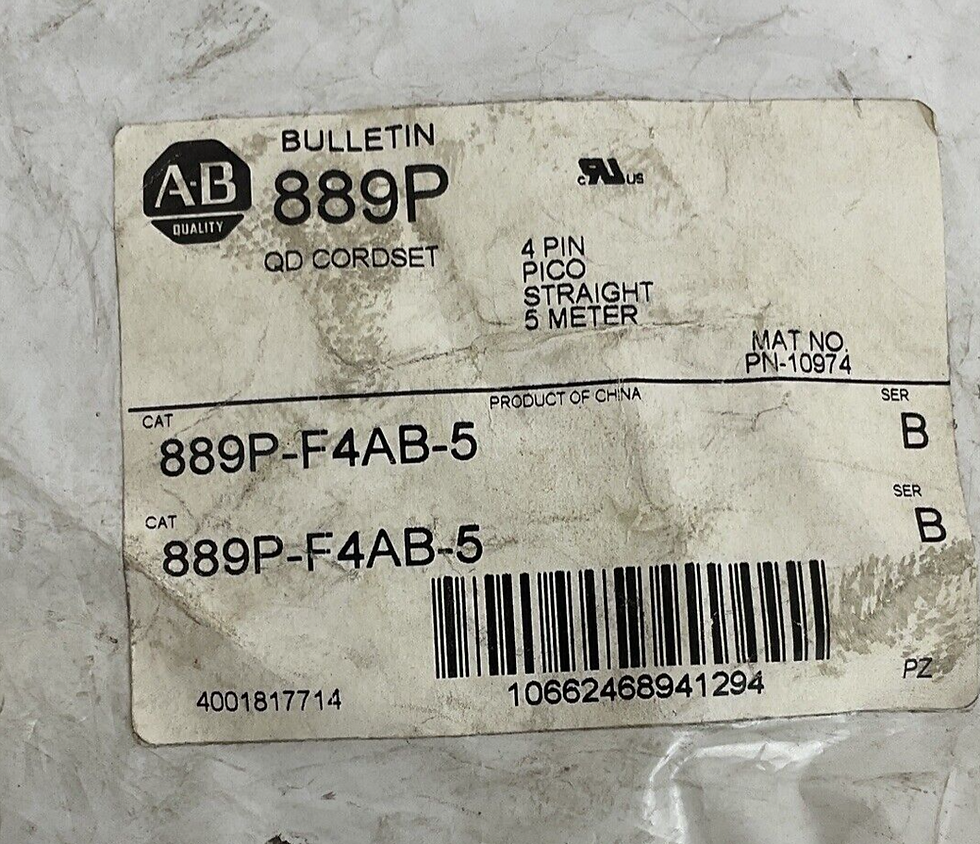 A-B
QUALITY
BULLETIN
889P
QD CORDSET
c RU US
4 PIN
PICO
STRAIGHT
5 METER
MAT NO.
PN-10974
PRODUCT OF CHINA
CAT
889P-F4AB-5
SER
B
CAT
889P-F4AB-5
SER
B
10662468941294
4001817714
PZ